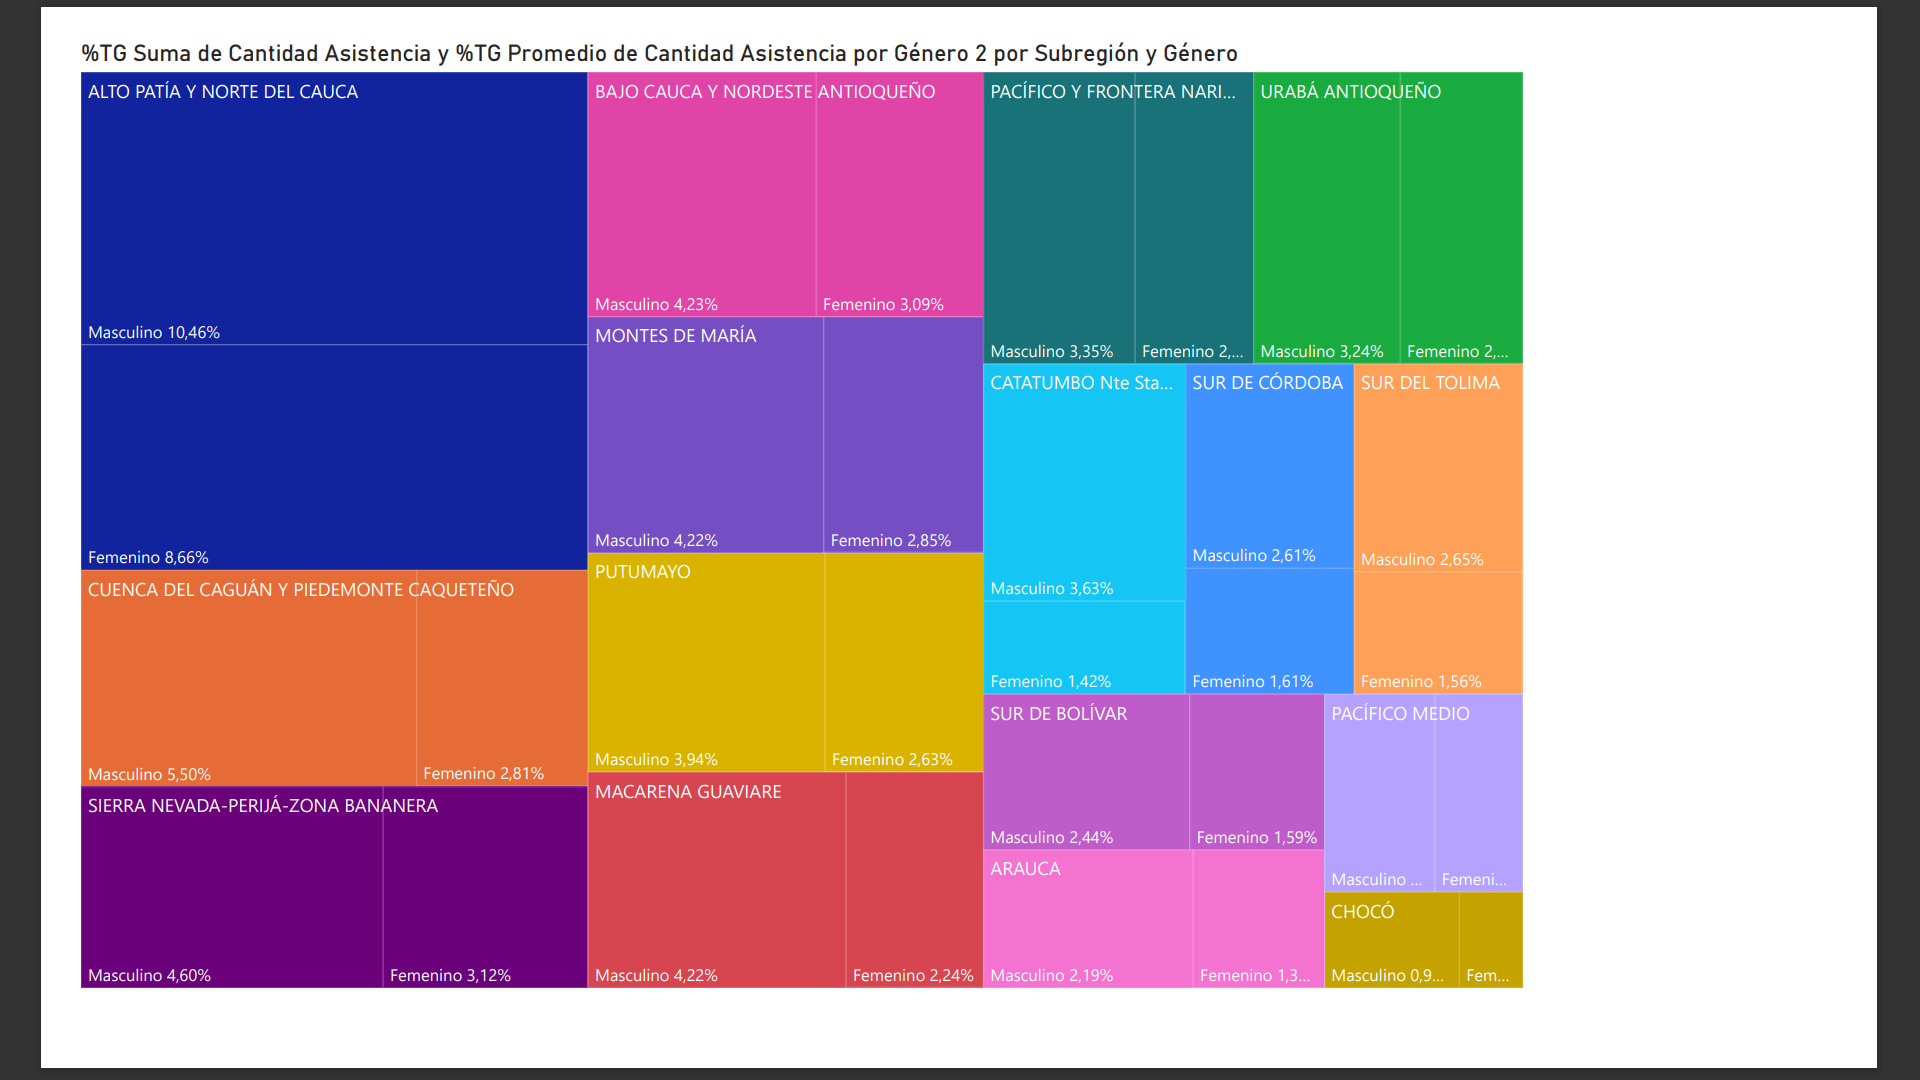 %TG Suma de Cantidad Asistencia y %TG Promedio de Cantidad Asistencia por Género 2 por Subregión y Género
ALTO PATÍA Y NORTE DEL CAUCA
Masculino 10,46%
Femenino 8,66%
CUENCA DEL CAGUÁN Y PIEDEMONTE CAQUETEÑO
Masculino 5,50%
Femenino 2,81%
SIERRA NEVADA-PERIJÁ-ZONA BANANERA
Masculino 4,60%
Femenino 3,12%
BAJO CAUCA Y NORDESTE ANTIOQUEÑO
Masculino 4,23%
Femenino 3,09%
MONTES DE MARÍA
Masculino 4,22%
Femenino 2,85%
PUTUMAYO
Masculino 3,94%
Femenino 2,63%
MACARENA GUAVIARE
Masculino 4,22%
Femenino 2,24%
PACÍFICO Y FRONTERA NARI...
Masculino 3,35%
Femenino 2,...
URABÁ ANTIOQUEÑO
Masculino 3,24%
Femenino 2,...
CATATUMBO Nte Sta...
Masculino 3,63%
Femenino 1,42%
SUR DE CÓRDOBA
Masculino 2,61%
Femenino 1,61%
SUR DEL TOLIMA
Masculino 2,65%
Femenino 1,56%
SUR DE BOLÍVAR
Masculino 2,44%
Femenino 1,59%
ARAUCA
Masculino 2,19%
Femenino 1,3...
PACÍFICO MEDIO
Masculino ...
Femeni...
CHOCÓ
Masculino 0,9...
Fem...